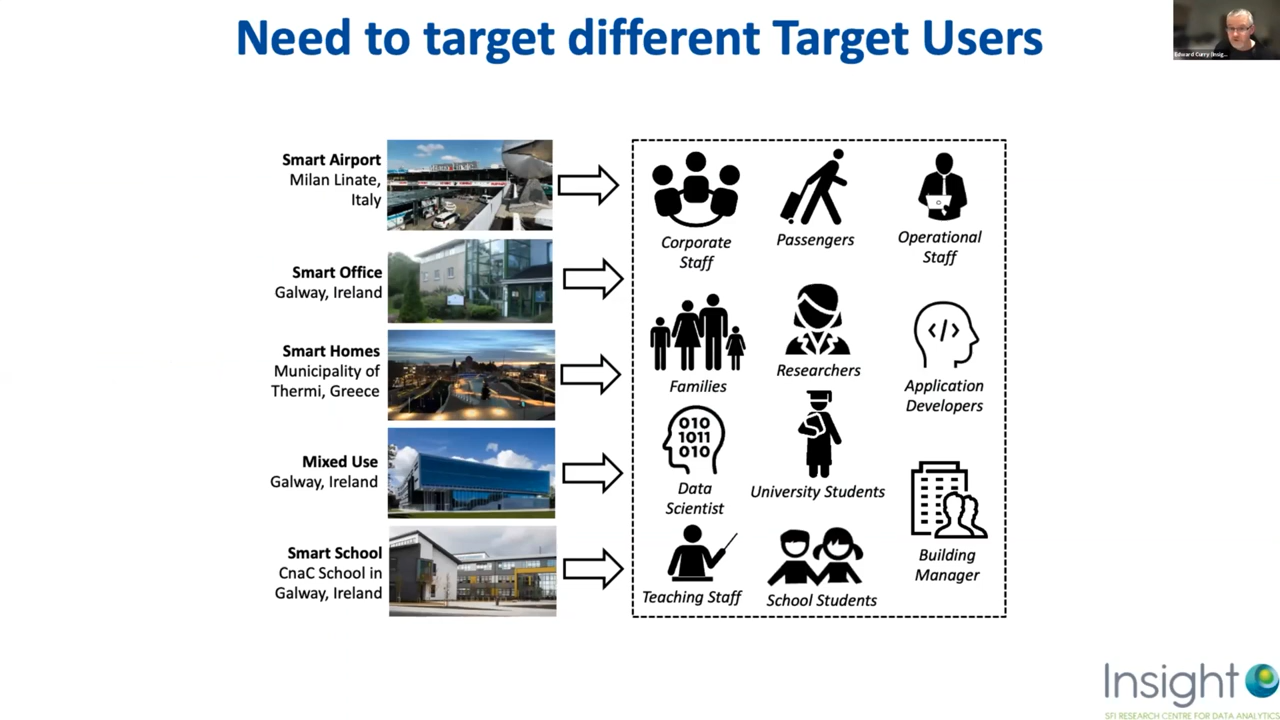 Need to target different Target Users
Edward Curry (Insig...
Smart Airport
Milan Linate,
Italy
Smart Office
Galway, Ireland
Smart Homes
Municipality of
Thermi, Greece
Mixed Use
Galway, Ireland
Smart School
CnaC School in
Galway, Ireland
Corporate
Staff
Passengers
Operational
Staff
Families
Researchers
</>
Application
Developers
010
1011
010
Data
Scientist
University Students
Building
Manager
Teaching Staff
School Students
Insight
SFI RESEARCH CENTRE FOR DATA ANALYTICS